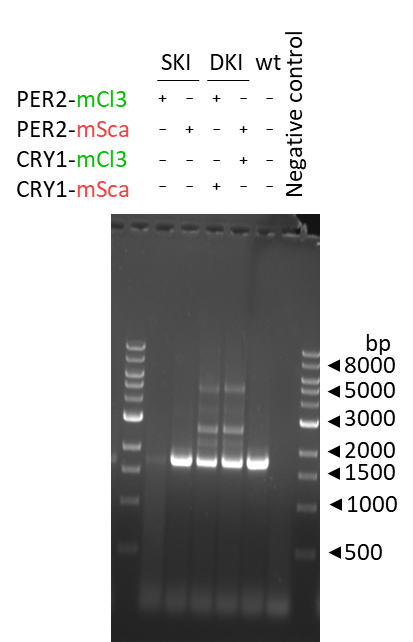 SKI DKI wt Negative control
PER2-mCl3 + - + - -
PER2-mSca - + - + -
CRY1-mCl3 - - - + -
CRY1-mSca - - + - -
bp
◄8000
◄5000
◄3000
◄2000
◄1500
◄1000
◄500